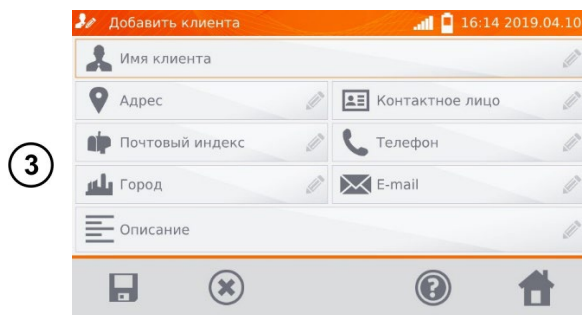 Добавить клиента 16:14 2019.04.10
Имя клиента
Адрес Контактное лицо
3
Почтовый индекс Телефон
Город E-mail
Описание